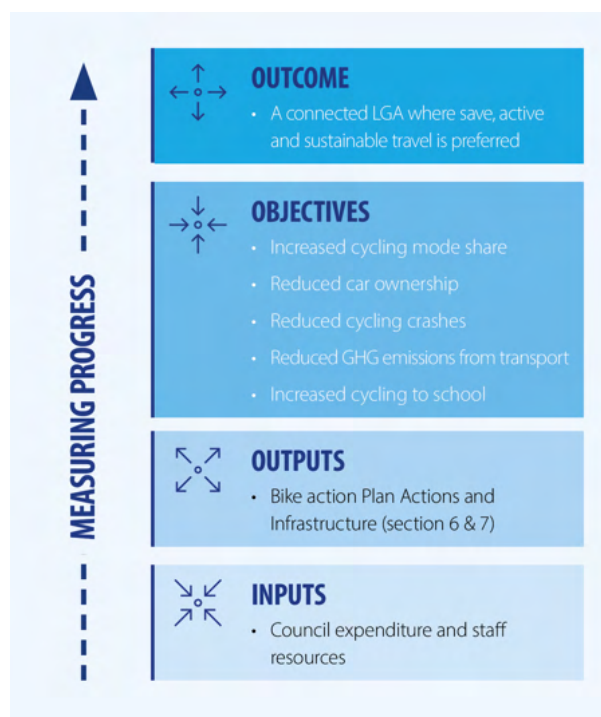 OUTCOME
• A connected LGA where save, active
and sustainable travel is preferred
OBJECTIVES
• Increased cycling mode share
• Reduced car ownership
• Reduced cycling crashes
• Reduced GHG emissions from transport
• Increased cycling to school
OUTPUTS
• Bike action Plan Actions and
Infrastructure (section 6 & 7)
INPUTS
• Council expenditure and staff
resources
MEASURING PROGRESS